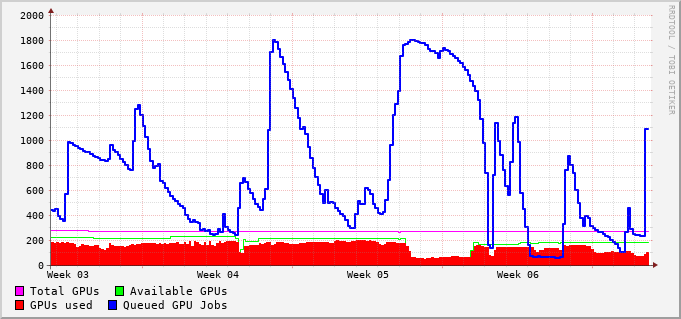 2000
1800
1600
1400
1200
1000
800
600
400
200
0
Week 03 Week 04 Week 05 Week 06
Total GPUs Available GPUs
GPUs used Queued GPU Jobs
RRDTOOL / TOBI OETIKER